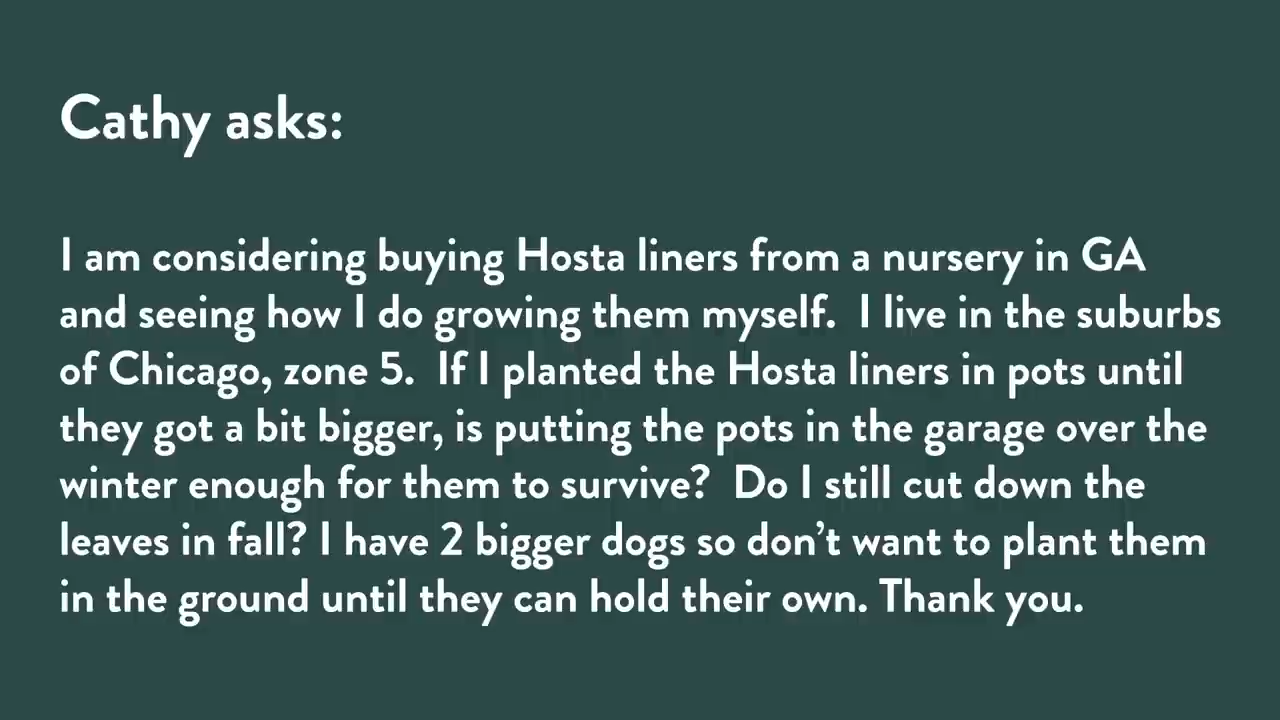 Cathy asks:
I am considering buying Hosta liners from a nursery in GA
and seeing how I do growing them myself.  I live in the suburbs
of Chicago, zone 5.  If I planted the Hosta liners in pots until
they got a bit bigger, is putting the pots in the garage over the
winter enough for them to survive?  Do I still cut down the
leaves in fall? I have 2 bigger dogs so don’t want to plant them
in the ground until they can hold their own. Thank you.